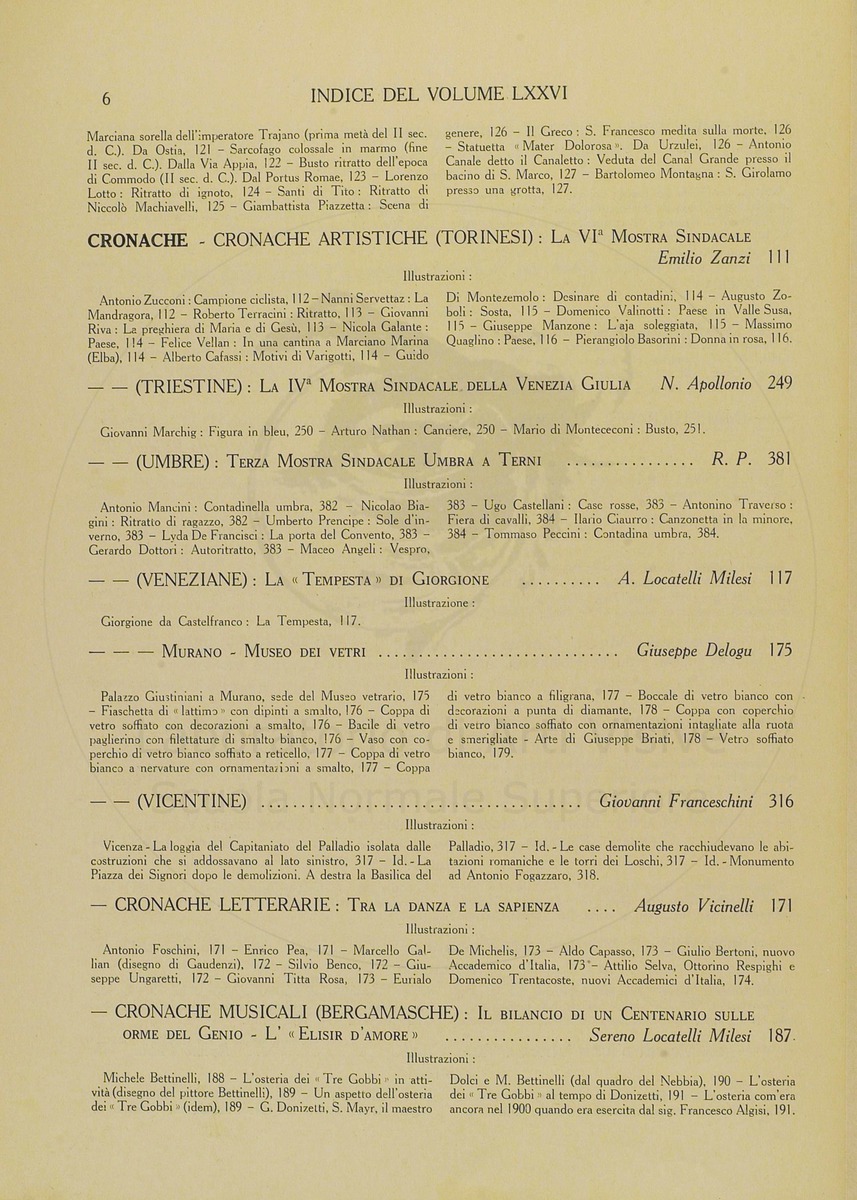 6
INDICE DEL VOLUME LXXVI
Marciana sorella dell'imperatore Trajano (prima metà del II sec.
d. C.). Da Ostia, 121 – Sarcofago colossale in marmo (fine
II sec. d. C.). Dalla Via Appia, 122 – Busto ritratto dell'epoca
di Commodo (II sec. d. C.). Dal Portus Romae, 123 – Lorenzo
Lotto : Ritratto di ignoto, 124 – Santi di Tito : Ritratto di
Niccolò Machiavelli, 125 – Giambattista Piazzetta : Scena di
genere, 126 – Il Greco : S. Francesco medita sulla morte, 126
– Statuetta « Mater Dolorosa ». Da Urzulei, 126 – Antonio
Canale detto il Canaletto : Veduta del Canal Grande presso il
bacino di S. Marco, 127 – Bartolomeo Montagna : S. Girolamo
presso una grotta, 127.
CRONACHE - CRONACHE ARTISTICHE (TORINESI) : LA VIª MOSTRA SINDACALE
Emilio Zanzi 111
Illustrazioni :
Antonio Zucconi : Campione ciclista, 112 – Nanni Servettaz : La
Mandragora, 112 – Roberto Terracini : Ritratto, 113 – Giovanni
Riva : La preghiera di Maria e di Gesù, 113 – Nicola Galante :
Paese, 114 – Felice Vellan : In una cantina a Marciano Marina
(Elba), 114 – Alberto Cafassi : Motivi di Varigotti, 114 – Guido
Di Montezemolo : Desinare di contadini, 114 – Augusto Zo-
boli : Sosta, 115 – Domenico Valinotti : Paese in Valle Susa,
115 – Giuseppe Manzone : L'aja soleggiata, 115 – Massimo
Quaglino : Paese, 116 – Pierangiolo Basorini : Donna in rosa, 116.
— — (TRIESTINE) : LA IVª MOSTRA SINDACALE DELLA VENEZIA GIULIA N. Apollonio 249
Illustrazioni :
Giovanni Marchig : Figura in bleu, 250 – Arturo Nathan : Cantiere, 250 – Mario di Montececoni : Busto, 251.
— — (UMBRE) : TERZA MOSTRA SINDACALE UMBRA A TERNI ................ R. P. 381
Illustrazioni :
Antonio Mancini : Contadinella umbra, 382 – Nicolao Bia-
gini : Ritratto di ragazzo, 382 – Umberto Prencipe : Sole d'in-
verno, 383 – Lyda De Francisci : La porta del Convento, 383 –
Gerardo Dottori : Autoritratto, 383 – Maceo Angeli : Vespro,
383 – Ugo Castellani : Case rosse, 383 – Antonino Traverso :
Fiera di cavalli, 384 – Ilario Ciaurro : Canzonetta in la minore,
384 – Tommaso Peccini : Contadina umbra, 384.
— — (VENEZIANE) : LA « TEMPESTA » DI GIORGIONE .......... A. Locatelli Milesi 117
Illustrazione :
Giorgione da Castelfranco : La Tempesta, 117.
— — — MURANO - MUSEO DEI VETRI .............................. Giuseppe Delogu 175
Illustrazioni :
Palazzo Giustiniani a Murano, sede del Museo vetrario, 175
– Fiaschetta di « lattimo » con dipinti a smalto, 176 – Coppa di
vetro soffiato con decorazioni a smalto, 176 – Bacile di vetro
paglierino con filettature di smalto bianco, 176 – Vaso con co-
perchio di vetro bianco soffiato a reticello, 177 – Coppa di vetro
bianco a nervature con ornamentazioni a smalto, 177 – Coppa
di vetro bianco a filigrana, 177 – Boccale di vetro bianco con
decorazioni a punta di diamante, 178 – Coppa con coperchio
di vetro bianco soffiato con ornamentazioni intagliate alla ruota
e smerigliate - Arte di Giuseppe Briati, 178 – Vetro soffiato
bianco, 179.
— — (VICENTINE) ........................................ Giovanni Franceschini 316
Illustrazioni :
Vicenza - La loggia del Capitaniato del Palladio isolata dalle
costruzioni che si addossavano al lato sinistro, 317 – Id. - La
Piazza dei Signori dopo le demolizioni. A destra la Basilica del
Palladio, 317 – Id. - Le case demolite che racchiudevano le abi-
tazioni romaniche e le torri dei Loschi, 317 – Id. - Monumento
ad Antonio Fogazzaro, 318.
— CRONACHE LETTERARIE : TRA LA DANZA E LA SAPIENZA .... Augusto Vicinelli 171
Illustrazioni :
Antonio Foschini, 171 – Enrico Pea, 171 – Marcello Gal-
lian (disegno di Gaudenzi), 172 – Silvio Benco, 172 – Giu-
seppe Ungaretti, 172 – Giovanni Titta Rosa, 173 – Eurialo
De Michelis, 173 – Aldo Capasso, 173 – Giulio Bertoni, nuovo
Accademico d'Italia, 173 – Attilio Selva, Ottorino Respighi e
Domenico Trentacoste, nuovi Accademici d'Italia, 174.
— CRONACHE MUSICALI (BERGAMASCHE) : IL BILANCIO DI UN CENTENARIO SULLE
ORME DEL GENIO - L' « ELISIR D'AMORE » ................ Sereno Locatelli Milesi 187
Illustrazioni :
Michele Bettinelli, 188 – L'osteria dei « Tre Gobbi » in atti-
vità (disegno del pittore Bettinelli), 189 – Un aspetto dell'osteria
dei « Tre Gobbi » (idem), 189 – G. Donizetti, S. Mayr, il maestro
Dolci e M. Bettinelli (dal quadro del Nebbia), 190 – L'osteria
dei « Tre Gobbi » al tempo di Donizetti, 191 – L'osteria com'era
ancora nel 1900 quando era esercita dal sig. Francesco Algisi, 191.